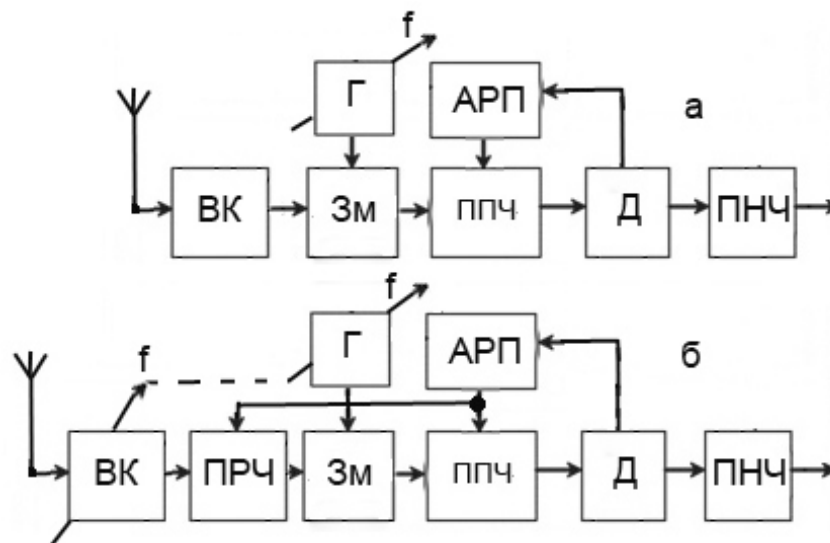 f
Г АРП а
ВК Зм ППЧ Д ПНЧ
f
f Г АРП б
ВК ПРЧ Зм ППЧ Д ПНЧ